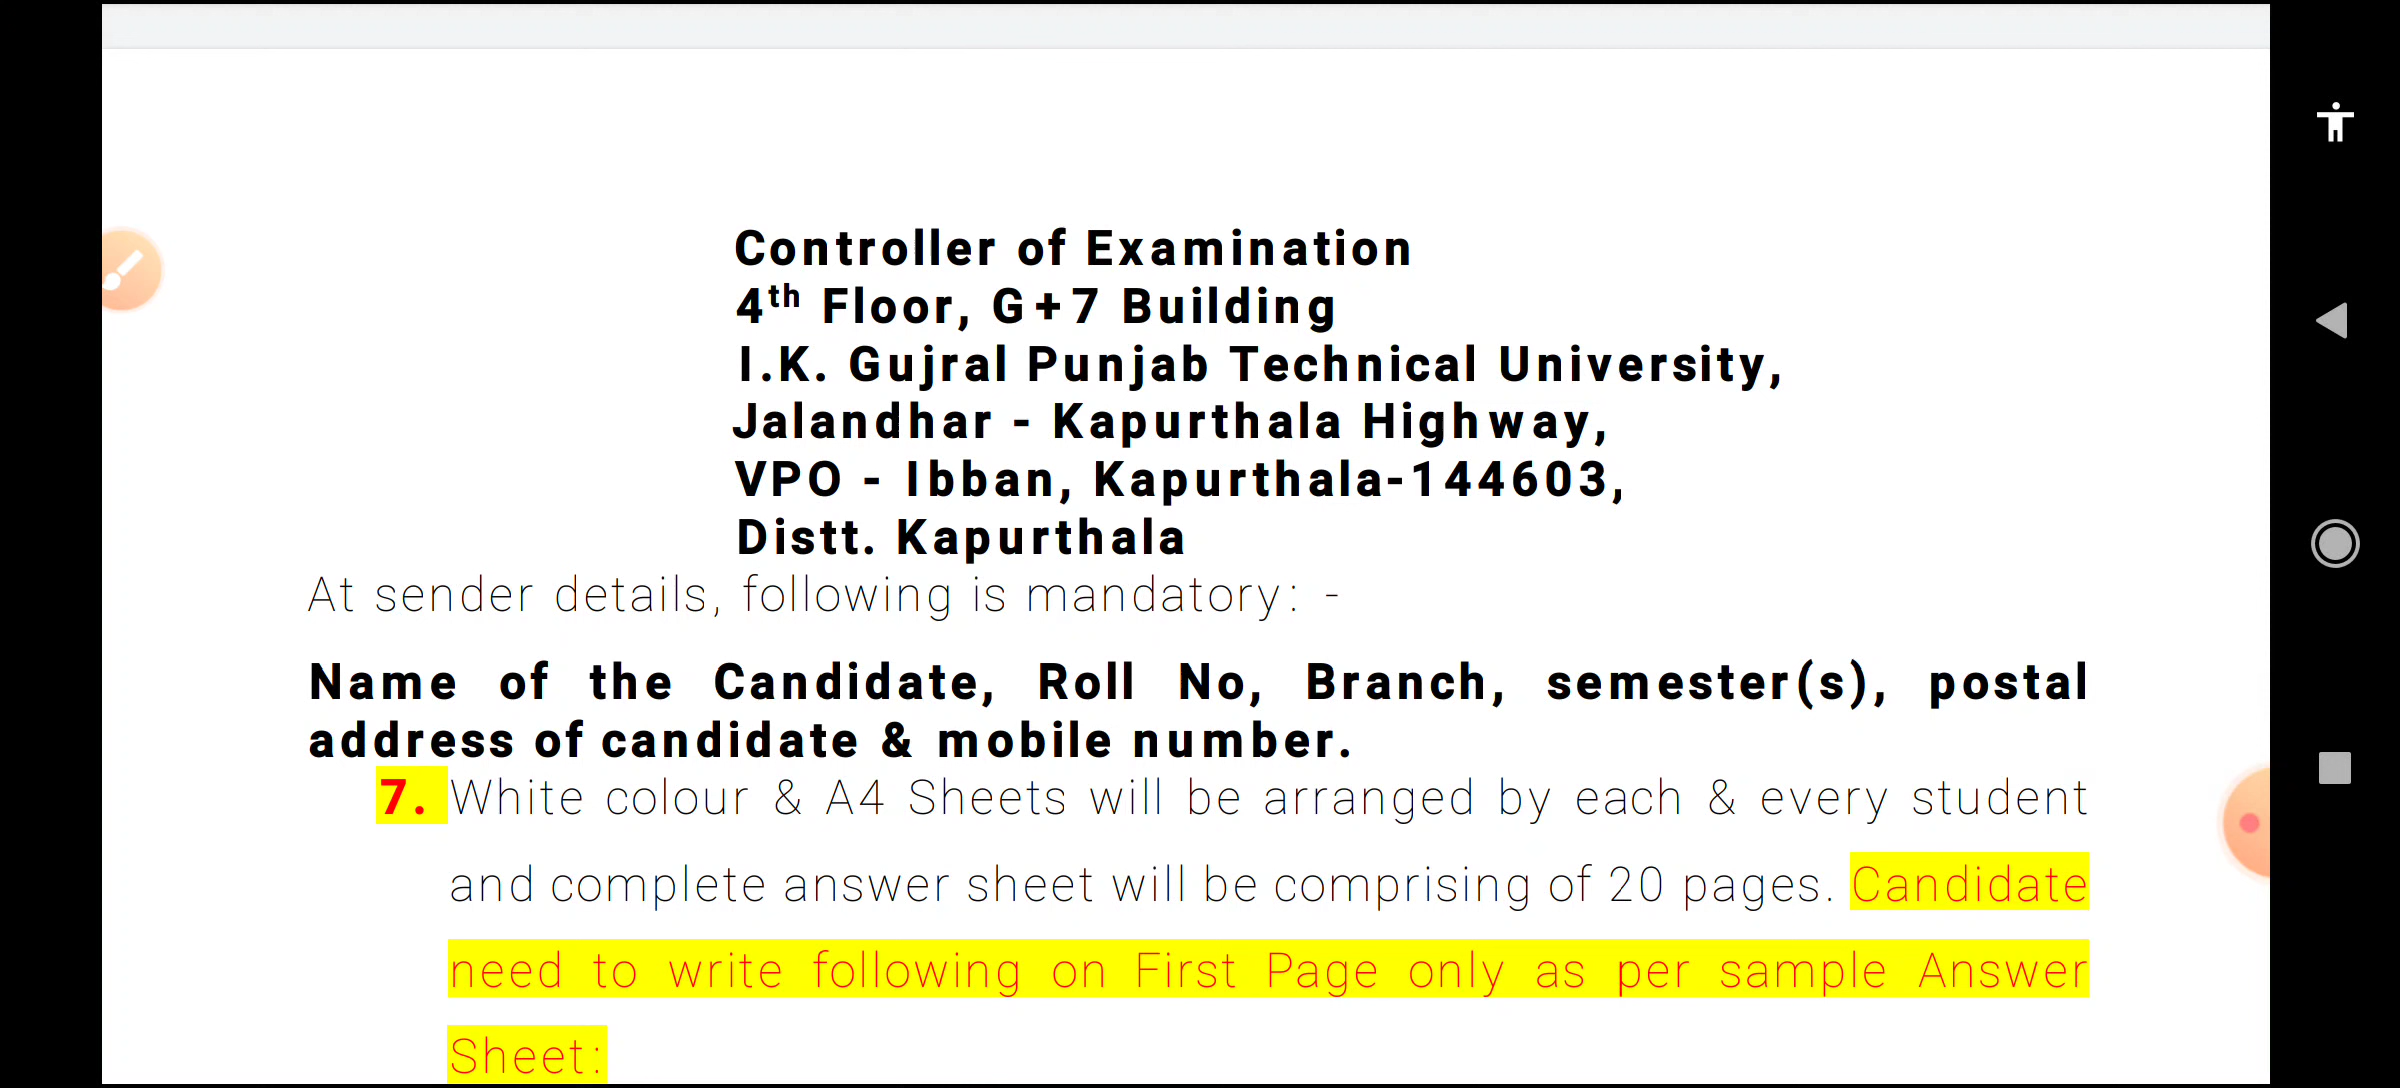 Controller of Examination
4th Floor, G+7 Building
I.K. Gujral Punjab Technical University,
Jalandhar - Kapurthala Highway,
VPO - Ibban, Kapurthala-144603,
Distt. Kapurthala
At sender details, following is mandatory: -
Name of the Candidate, Roll No, Branch, semester(s), postal
address of candidate & mobile number.
7. White colour & A4 Sheets will be arranged by each & every student
and complete answer sheet will be comprising of 20 pages. Candidate
need to write following on First Page only as per sample Answer
Sheet: